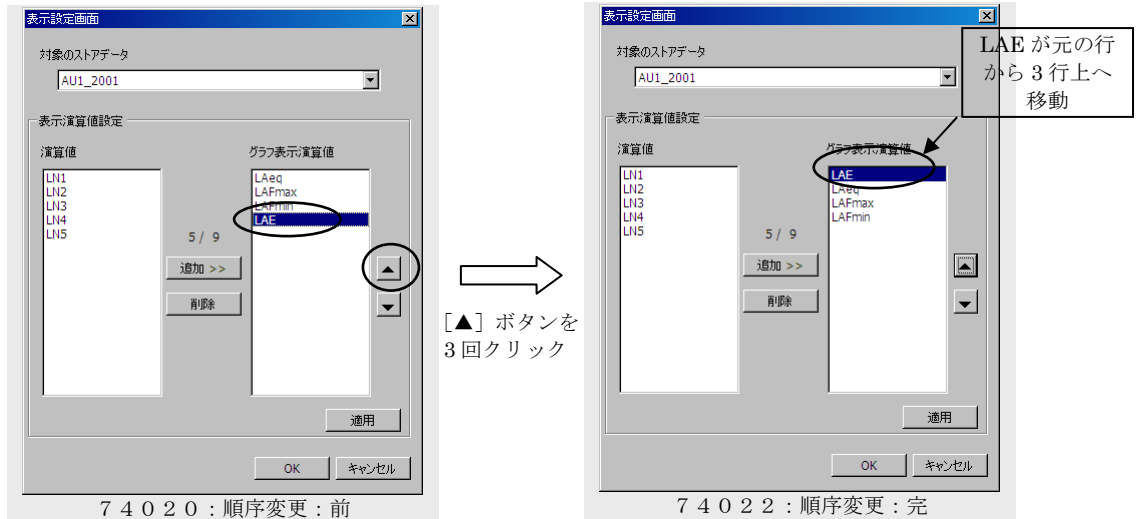 表示設定画面
対象のストアデータ
AU1_2001
表示演算値設定
演算値
グラフ表示演算値
LN1
LN2
LN3
LN4
LN5
LAeq
LAFmax
LAFmin
LAE
5 / 9
追加 >>
削除
▲
▼
適用
OK
キャンセル
74020:順序変更:前
[▲] ボタンを
3回クリック
表示設定画面
対象のストアデータ
AU1_2001
表示演算値設定
演算値
グラフ表示演算値
LN1
LN2
LN3
LN4
LN5
LAE
LAeq
LAFmax
LAFmin
5 / 9
追加 >>
削除
▲
▼
適用
OK
キャンセル
74022:順序変更:完
LAE が元の行
から 3 行上へ
移動